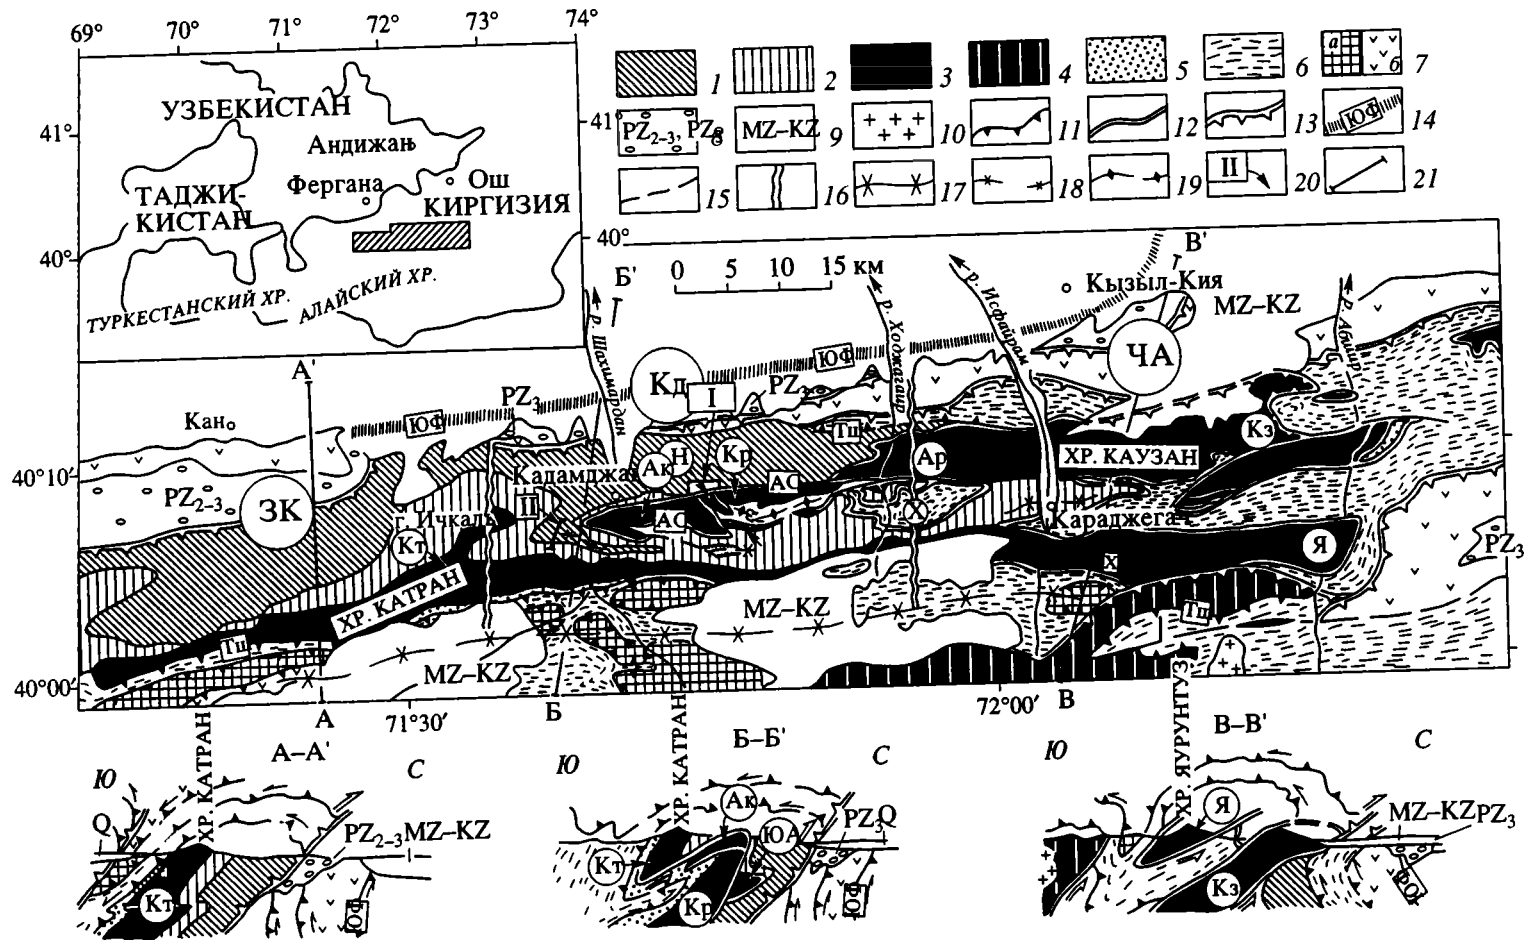 69° 70° 71° 72° 73° 74°
41°
40°
41°
40°
УЗБЕКИСТАН
Андижан
Фергана
Ош
ТАДЖИ-
КИСТАН
КИРГИЗИЯ
ТУРКЕСТАНСКИЙ ХР.
АЛАЙСКИЙ ХР.
1 2 3 4 5 6 а б 7
PZ₂₋₃, PZ₃ 8 MZ–KZ 9 10 11 12 13 ЮФ 14
15 16 17 18 19 II 20 21
0 5 10 15 км
А'
Б'
В'
р. Шахимардан
р. Ходжагаир
р. Исфайрам
р. Абшир
Кызыл-Кия
MZ–KZ
ЧА
ЮФ
Кд
I
PZ₃
PZ₃
ЮФ
Кан
Тц
Кз
Кадамджай
Ак
Н
Кр
Ар
ХР. КАУЗАН
40°10'
PZ₂₋₃
ЗК
II
АС
АС
Х
Караджега
г. Ичкаль
Кт
Я
PZ₃
ХР. КАТРАН
Х
MZ–KZ
Тц
Тц
MZ–KZ
40°00'
А
71°30'
Б
72°00'
В
А–А'
Ю
С
ХР. КАТРАН
Q
PZ₂₋₃
MZ–KZ
Кт
ЮФ
Б–Б'
Ю
С
ХР. КАТРАН
Ак
ЮА
PZ₃
Q
Кт
Кр
ЮФ
В–В'
Ю
С
ХР. ЯУРУНТУЗ
Я
MZ–KZ
PZ₃
Кз
ЮФ